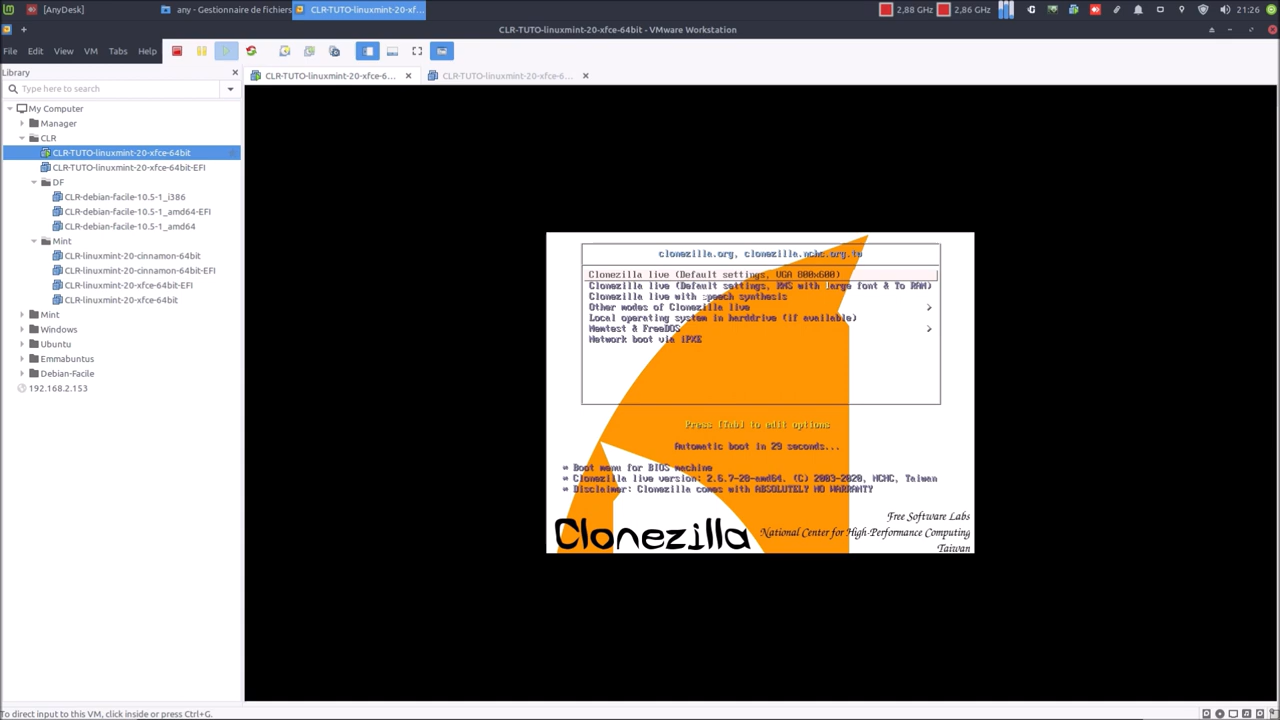 [AnyDesk]
any - Gestionnaire de fichiers
CLR-TUTO-linuxmint-20-xf...
2,88 GHz
2,86 GHz
21:26
CLR-TUTO-linuxmint-20-xfce-64bit - VMware Workstation
File Edit View VM Tabs Help
Library
CLR-TUTO-linuxmint-20-xfce-6...
CLR-TUTO-linuxmint-20-xfce-6...
Type here to search
My Computer
Manager
CLR
CLR-TUTO-linuxmint-20-xfce-64bit
CLR-TUTO-linuxmint-20-xfce-64bit-EFI
DF
CLR-debian-facile-10.5-1_i386
CLR-debian-facile-10.5-1_amd64-EFI
CLR-debian-facile-10.5-1_amd64
Mint
CLR-linuxmint-20-cinnamon-64bit
CLR-linuxmint-20-cinnamon-64bit-EFI
CLR-linuxmint-20-xfce-64bit-EFI
CLR-linuxmint-20-xfce-64bit
Mint
Windows
Ubuntu
Emmabuntus
Debian-Facile
192.168.2.153
clonezilla.org, clonezilla.nchc.org.tw
Clonezilla live (Default settings, VGA 800x600)
Clonezilla live (Default settings, KMS with large font & To RAM)
Clonezilla live with speech synthesis
Other modes of Clonezilla live >
Local operating system in harddrive (if available)
Memtest & FreeDOS >
Network boot via iPXE
Press [Tab] to edit options
Automatic boot in 29 seconds...
* Boot menu for BIOS machine
* Clonezilla live version: 2.6.7-28-amd64. (C) 2003-2020, NCHC, Taiwan
* Disclaimer: Clonezilla comes with ABSOLUTELY NO WARRANTY
Clonezilla
Free Software Labs
National Center for High-Performance Computing
Taiwan
To direct input to this VM, click inside or press Ctrl+G.